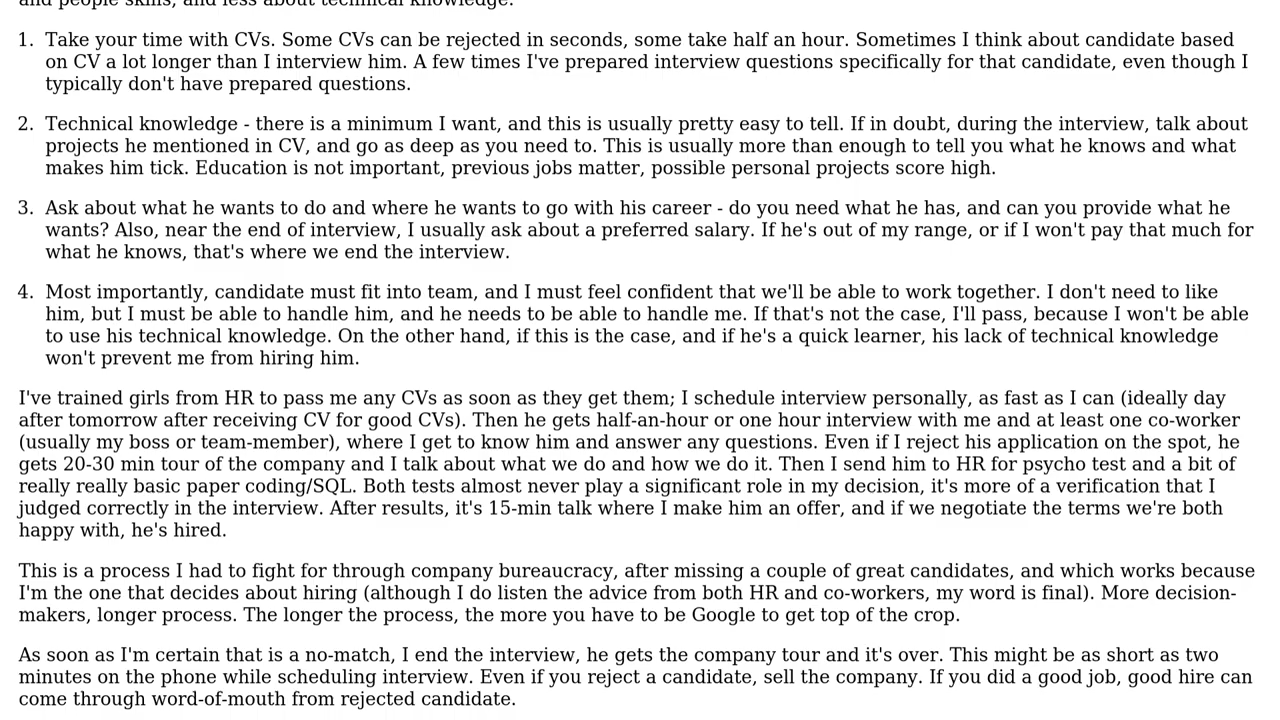 and people skills, and less about technical knowledge.
1. Take your time with CVs. Some CVs can be rejected in seconds, some take half an hour. Sometimes I think about candidate based
on CV a lot longer than I interview him. A few times I've prepared interview questions specifically for that candidate, even though I
typically don't have prepared questions.
2. Technical knowledge - there is a minimum I want, and this is usually pretty easy to tell. If in doubt, during the interview, talk about
projects he mentioned in CV, and go as deep as you need to. This is usually more than enough to tell you what he knows and what
makes him tick. Education is not important, previous jobs matter, possible personal projects score high.
3. Ask about what he wants to do and where he wants to go with his career - do you need what he has, and can you provide what he
wants? Also, near the end of interview, I usually ask about a preferred salary. If he's out of my range, or if I won't pay that much for
what he knows, that's where we end the interview.
4. Most importantly, candidate must fit into team, and I must feel confident that we'll be able to work together. I don't need to like
him, but I must be able to handle him, and he needs to be able to handle me. If that's not the case, I'll pass, because I won't be able
to use his technical knowledge. On the other hand, if this is the case, and if he's a quick learner, his lack of technical knowledge
won't prevent me from hiring him.
I've trained girls from HR to pass me any CVs as soon as they get them; I schedule interview personally, as fast as I can (ideally day
after tomorrow after receiving CV for good CVs). Then he gets half-an-hour or one hour interview with me and at least one co-worker
(usually my boss or team-member), where I get to know him and answer any questions. Even if I reject his application on the spot, he
gets 20-30 min tour of the company and I talk about what we do and how we do it. Then I send him to HR for psycho test and a bit of
really really basic paper coding/SQL. Both tests almost never play a significant role in my decision, it's more of a verification that I
judged correctly in the interview. After results, it's 15-min talk where I make him an offer, and if we negotiate the terms we're both
happy with, he's hired.
This is a process I had to fight for through company bureaucracy, after missing a couple of great candidates, and which works because
I'm the one that decides about hiring (although I do listen the advice from both HR and co-workers, my word is final). More decision-
makers, longer process. The longer the process, the more you have to be Google to get top of the crop.
As soon as I'm certain that is a no-match, I end the interview, he gets the company tour and it's over. This might be as short as two
minutes on the phone while scheduling interview. Even if you reject a candidate, sell the company. If you did a good job, good hire can
come through word-of-mouth from rejected candidate.